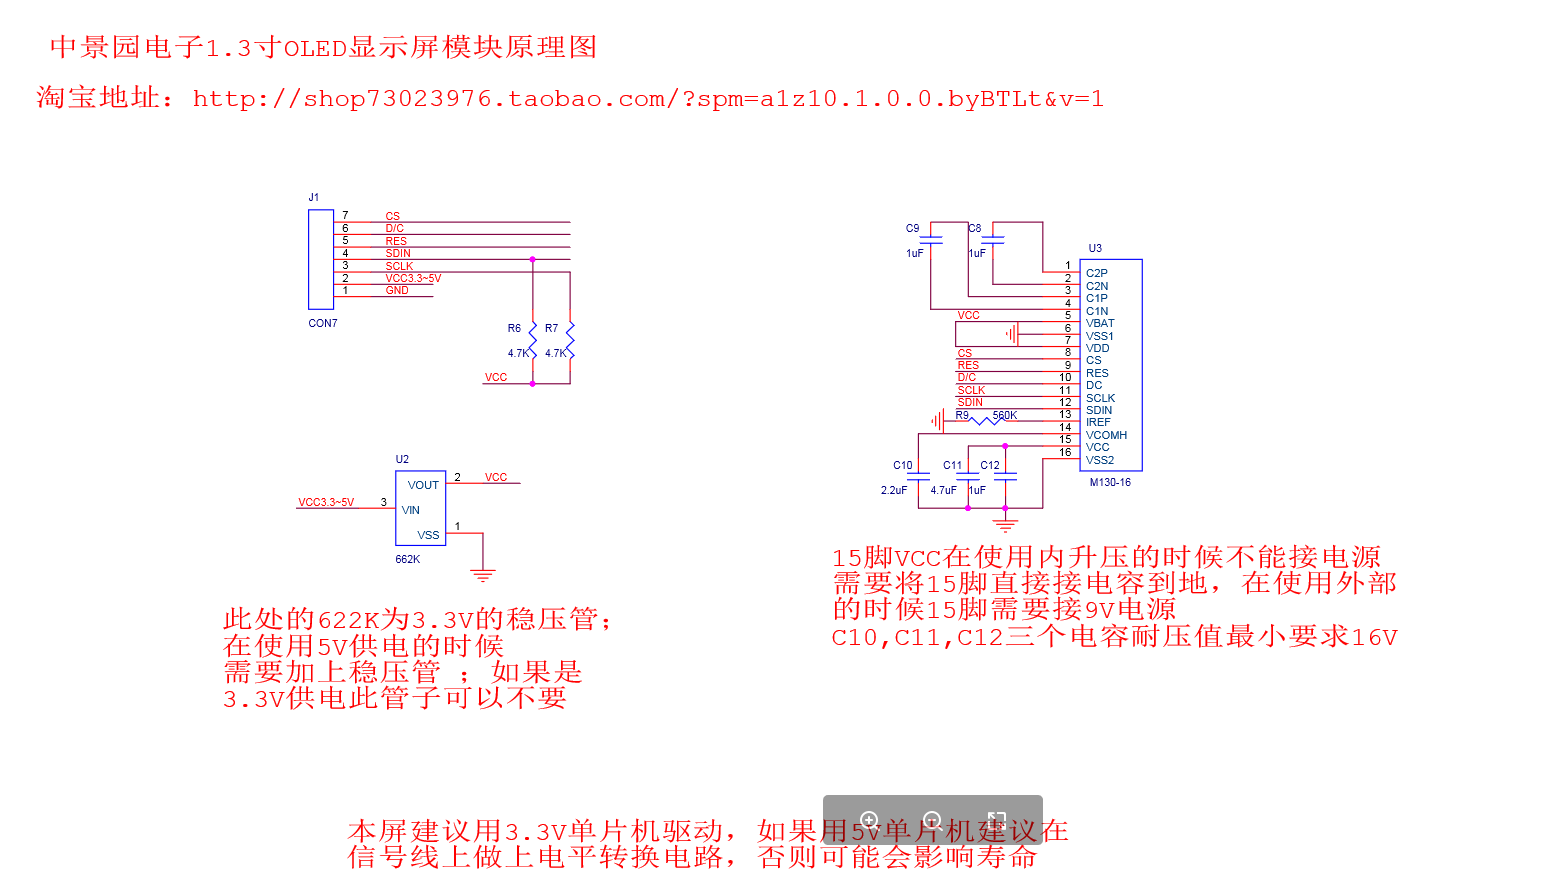 中景园电子1.3寸OLED显示屏模块原理图
淘宝地址：http://shop73023976.taobao.com/?spm=a1z10.1.0.0.byBTLt&v=1
J1
7 CS
6 D/C
5 RES
4 SDIN
3 SCLK
2 VCC3.3~5V
1 GND
CON7
R6 R7
4.7K 4.7K
VCC
U2
VOUT 2 VCC
VCC3.3~5V 3 VIN
VSS 1
662K
此处的622K为3.3V的稳压管；
在使用5V供电的时候
需要加上稳压管 ；如果是
3.3V供电此管子可以不要
C9 C8
1uF 1uF
U3
1 C2P
2 C2N
3 C1P
4 C1N
VCC 5 VBAT
6 VSS1
7 VDD
CS 8 CS
RES 9 RES
D/C 10 DC
SCLK 11 SCLK
SDIN 12 SDIN
R9 560K 13 IREF
14 VCOMH
15 VCC
16 VSS2
C10 C11 C12
2.2uF 4.7uF 1uF
M130-16
15脚VCC在使用内升压的时候不能接电源
需要将15脚直接接电容到地，在使用外部
的时候15脚需要接9V电源
C10,C11,C12三个电容耐压值最小要求16V
本屏建议用3.3V单片机驱动，如果用5V单片机建议在
信号线上做上电平转换电路，否则可能会影响寿命